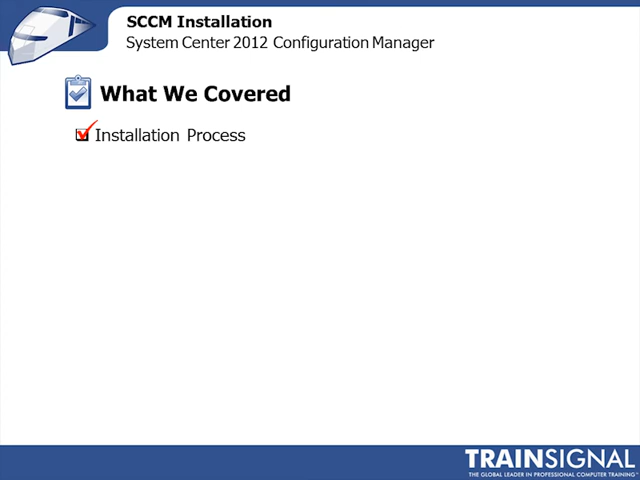 SCCM Installation
System Center 2012 Configuration Manager
What We Covered
Installation Process
TRAINSIGNAL
THE GLOBAL LEADER IN PROFESSIONAL COMPUTER TRAINING™